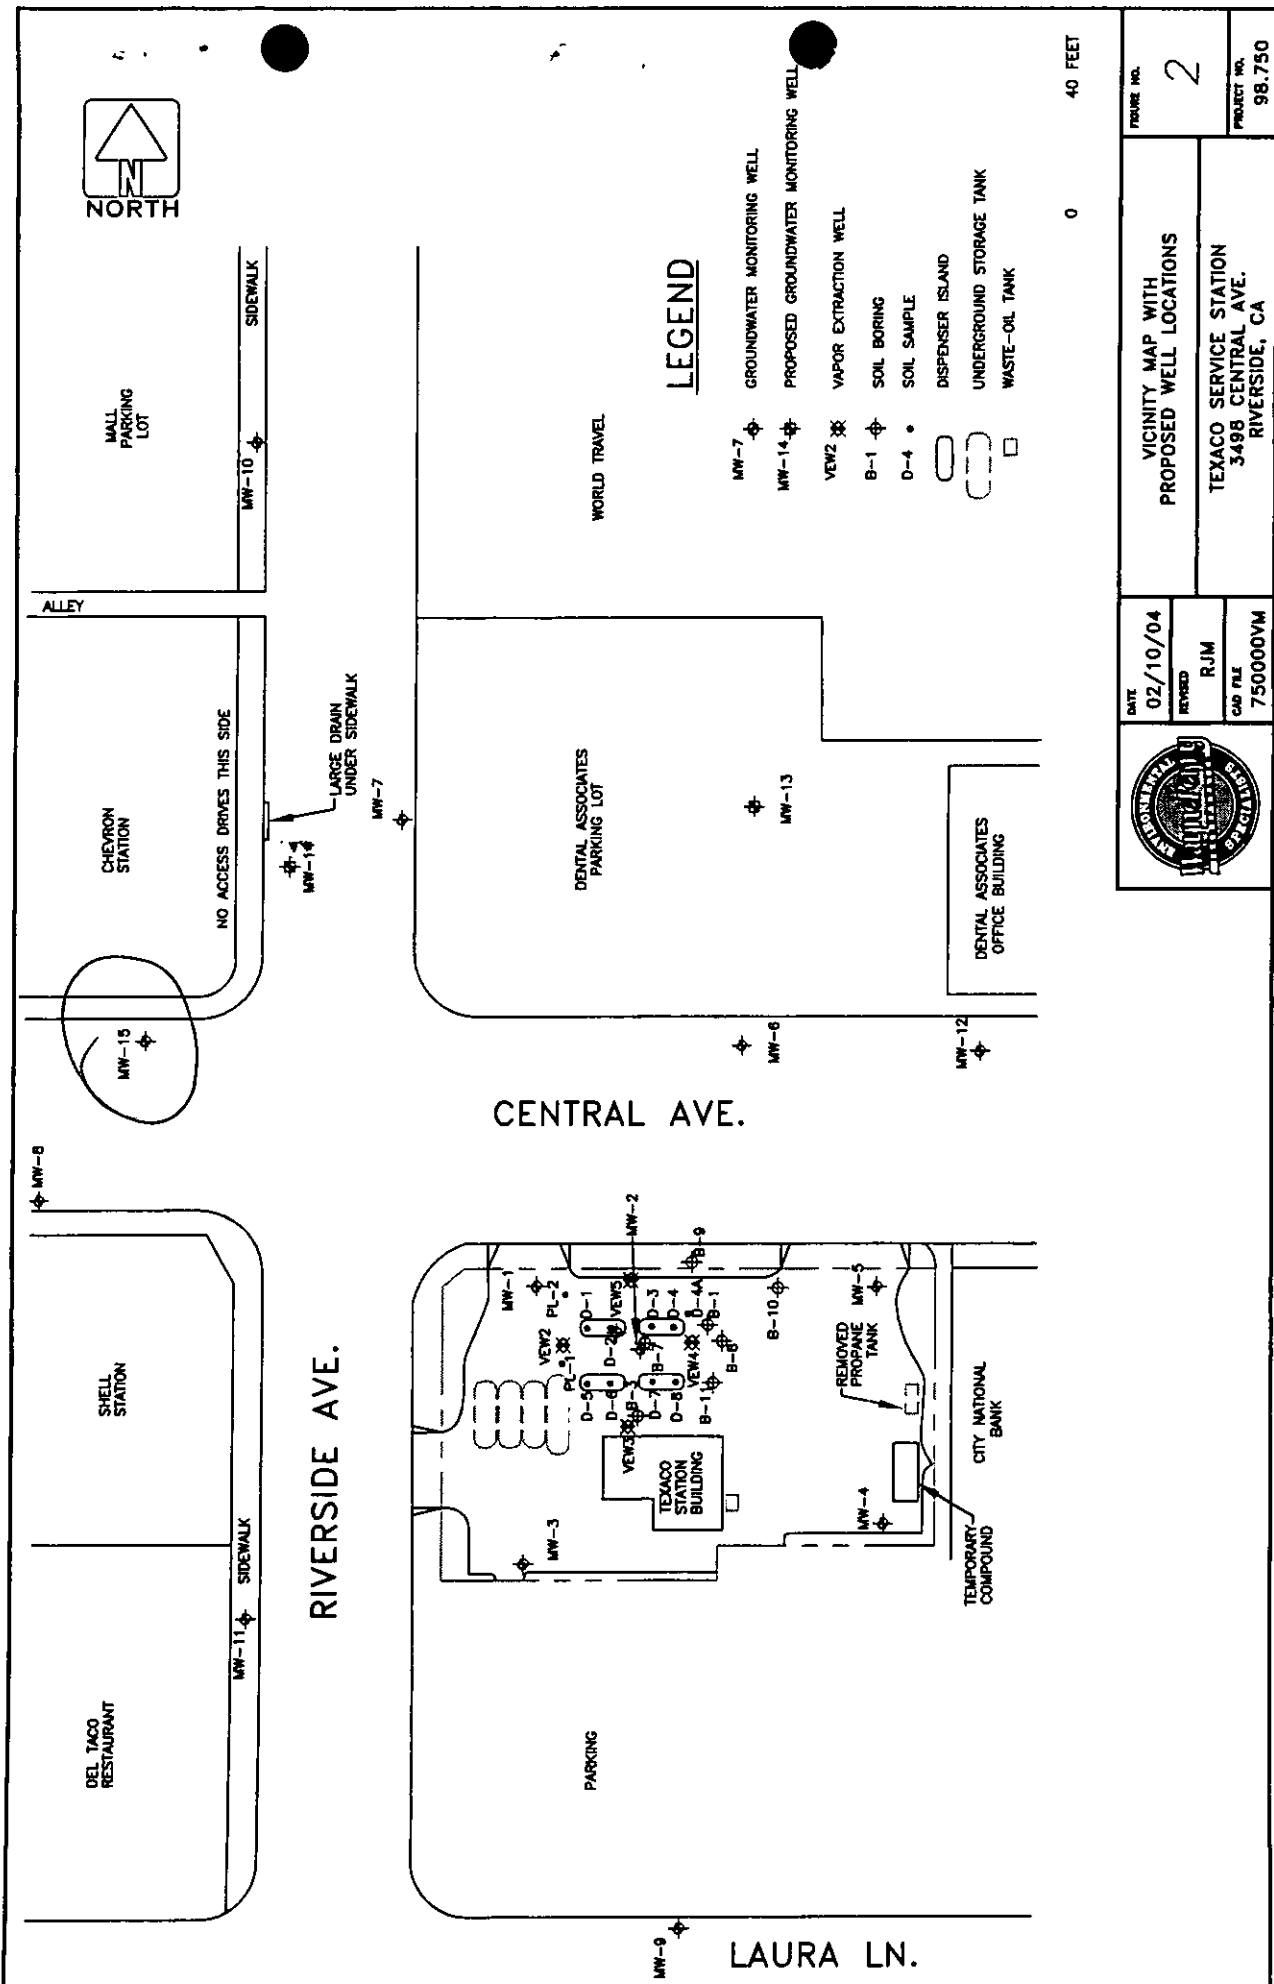 NORTH
N
MALL
PARKING
LOT
SIDEWALK
MW-10
ALLEY
CHEVRON
STATION
NO ACCESS DRIVES THIS SIDE
LARGE DRAIN
UNDER SIDEWALK
MW-7
MW-14
MW-15
MW-8
SHELL
STATION
SIDEWALK
MW-11
DEL TACO
RESTAURANT
RIVERSIDE AVE.
CENTRAL AVE.
LAURA LN.
WORLD TRAVEL
DENTAL ASSOCIATES
PARKING LOT
MW-13
DENTAL ASSOCIATES
OFFICE BUILDING
MW-6
MW-12
MW-1
PL-2
D-1
VEW5
MW-2
B-9
VEW2
D-2
D-3
D-4
D-4A
B-1
PL-1
B-7
VEW4
B-8
B-10
MW-5
D-5
D-6
B-3
D-7
D-8
B-11
VEW3
TEXACO
STATION
BUILDING
REMOVED
PROPANE
TANK
CITY NATIONAL
BANK
MW-3
MW-4
TEMPORARY
COMPOUND
PARKING
MW-9
LEGEND
MW-7 GROUNDWATER MONITORING WELL
MW-14 PROPOSED GROUNDWATER MONITORING WELL
VEW2 VAPOR EXTRACTION WELL
B-1 SOIL BORING
D-4 SOIL SAMPLE
DISPENSER ISLAND
UNDERGROUND STORAGE TANK
WASTE-OIL TANK
0 40 FEET
ENVIRONMENTAL
SPECIALISTS
DATE
02/10/04
REVISED
RJM
CAD FILE
750000VM
VICINITY MAP WITH
PROPOSED WELL LOCATIONS
TEXACO SERVICE STATION
3498 CENTRAL AVE.
RIVERSIDE, CA
FIGURE NO.
2
PROJECT NO.
98.750